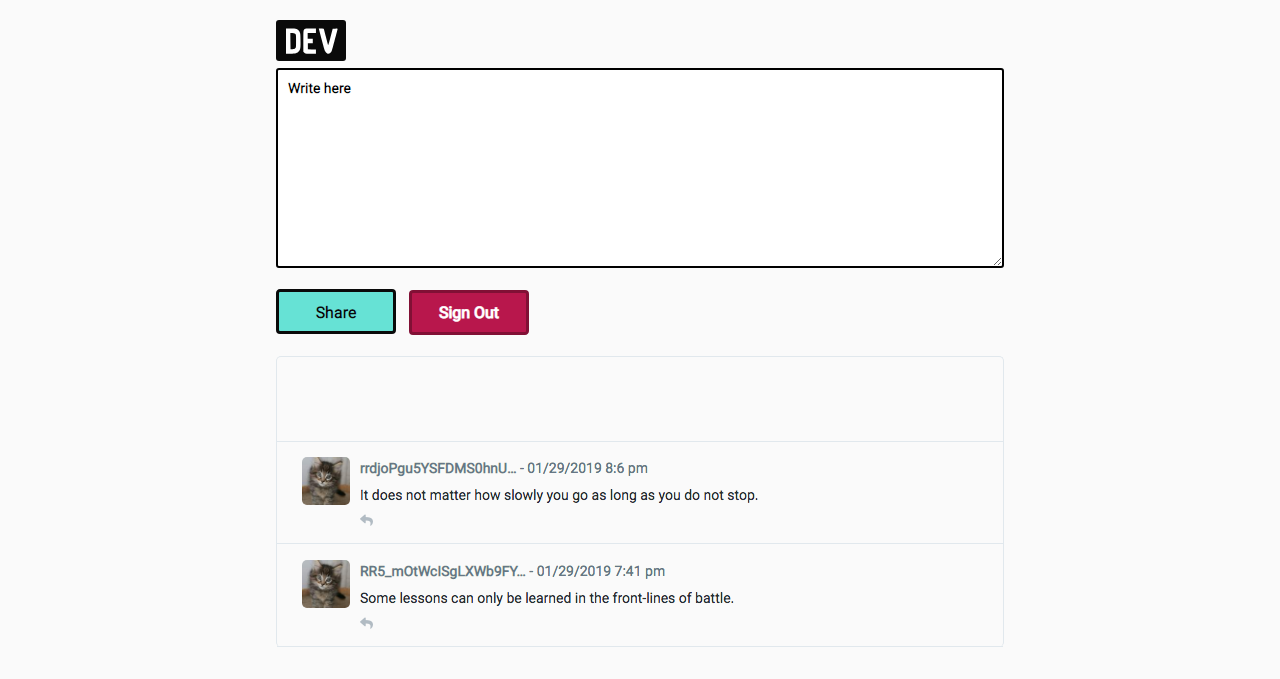 DEV
Write here
Share
Sign Out
rrdjoPgu5YSFDMS0hnU... - 01/29/2019 8:6 pm
It does not matter how slowly you go as long as you do not stop.
RR5_mOtWcISgLXWb9FY... - 01/29/2019 7:41 pm
Some lessons can only be learned in the front-lines of battle.